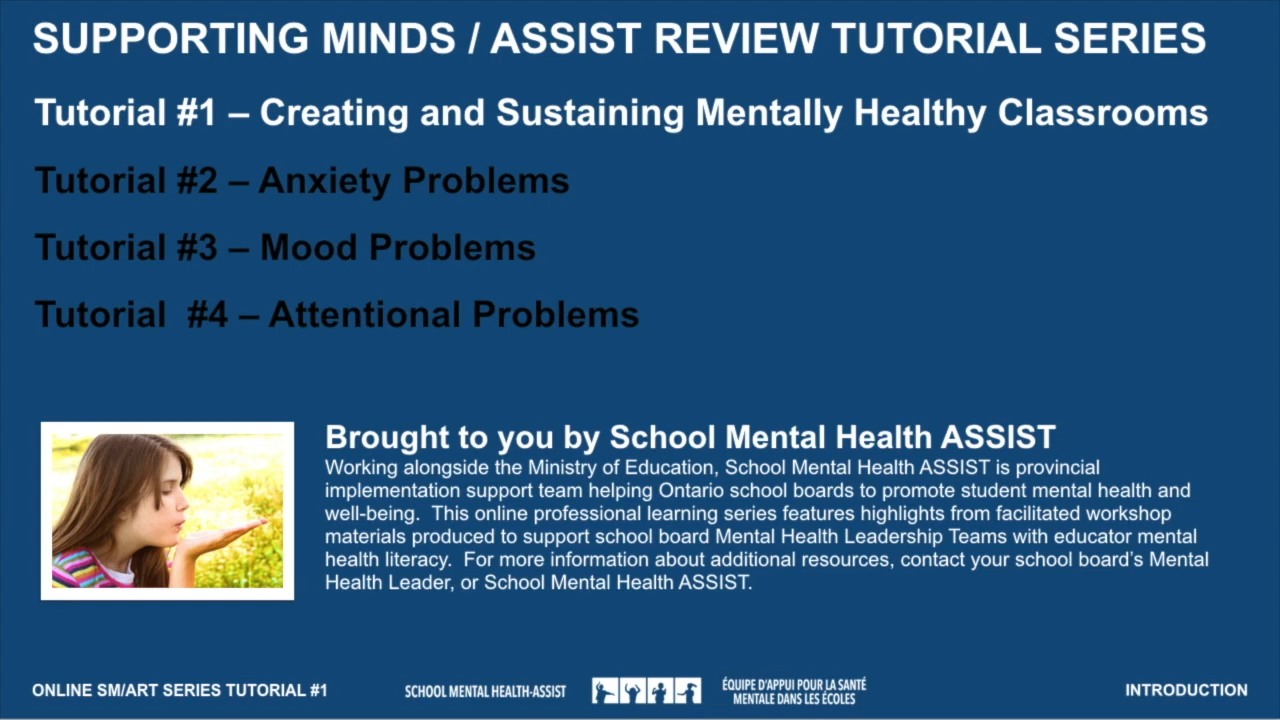 SUPPORTING MINDS / ASSIST REVIEW TUTORIAL SERIES
Tutorial #1 – Creating and Sustaining Mentally Healthy Classrooms
Tutorial #2 – Anxiety Problems
Tutorial #3 – Mood Problems
Tutorial  #4 – Attentional Problems
Brought to you by School Mental Health ASSIST
Working alongside the Ministry of Education, School Mental Health ASSIST is provincial
implementation support team helping Ontario school boards to promote student mental health and
well-being.  This online professional learning series features highlights from facilitated workshop
materials produced to support school board Mental Health Leadership Teams with educator mental
health literacy.  For more information about additional resources, contact your school board’s Mental
Health Leader, or School Mental Health ASSIST.
ONLINE SM/ART SERIES TUTORIAL #1
SCHOOL MENTAL HEALTH-ASSIST
ÉQUIPE D'APPUI POUR LA SANTÉ
MENTALE DANS LES ÉCOLES
INTRODUCTION